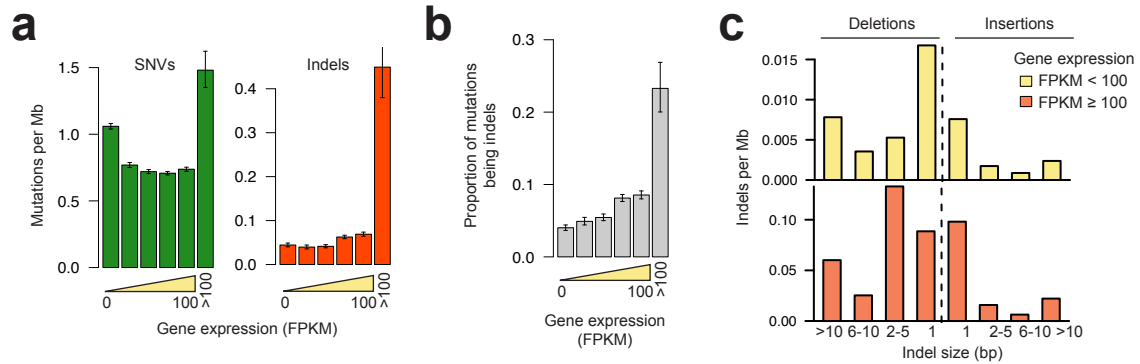 a
SNVs
Indels
Mutations per Mb
1.5
1.0
0.5
0.0
0.4
0.3
0.2
0.1
0.0
0
100
>100
0
100
>100
Gene expression (FPKM)
b
Proportion of mutations
being indels
0.3
0.2
0.1
0.0
0
100
>100
Gene expression
(FPKM)
c
Deletions
Insertions
Gene expression
FPKM < 100
FPKM ≥ 100
Indels per Mb
0.015
0.010
0.005
0.000
0.10
0.05
0.00
>10 6-10 2-5 1 1 2-5 6-10 >10
Indel size (bp)